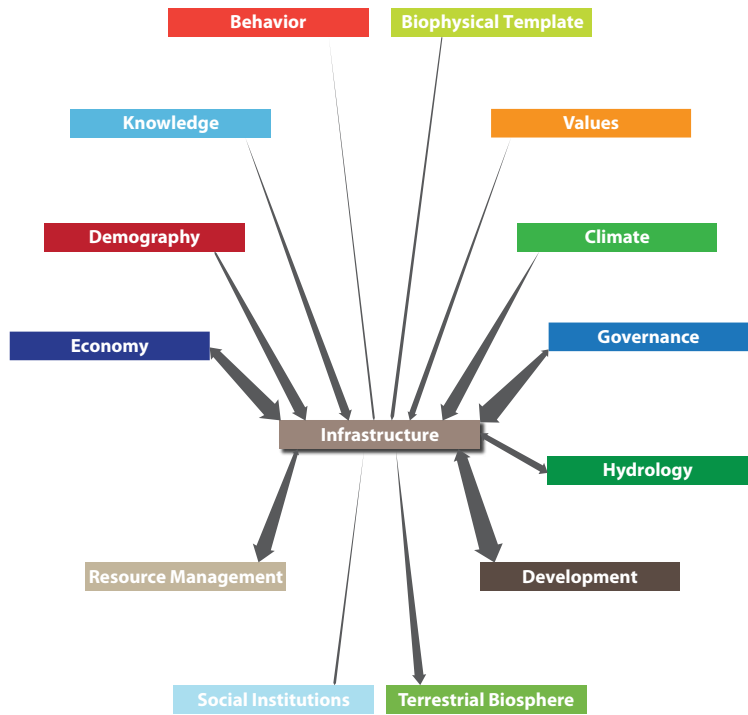 Behavior
Biophysical Template
Knowledge
Values
Demography
Climate
Economy
Governance
Infrastructure
Hydrology
Resource Management
Development
Social Institutions
Terrestrial Biosphere